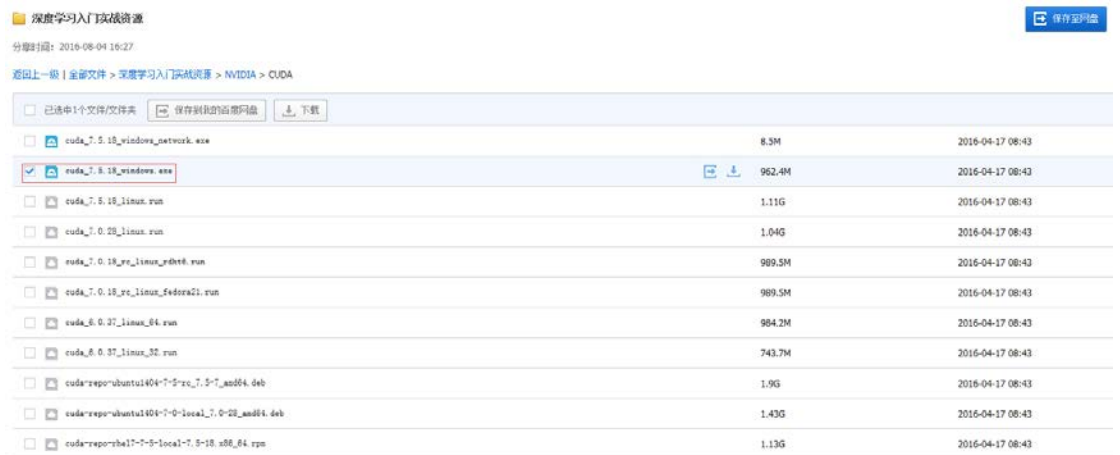 深度学习入门实战资源
保存至网盘
分享时间：2016-08-04 16:27
返回上一级 | 全部文件 > 深度学习入门实战资源 > NVIDIA > CUDA
已选中1个文件/文件夹 保存到我的百度网盘 下载
cuda_7.5.18_windows_network.exe 8.5M 2016-04-17 08:43
cuda_7.5.18_windows.exe 962.4M 2016-04-17 08:43
cuda_7.5.18_linux.run 1.11G 2016-04-17 08:43
cuda_7.0.28_linux.run 1.04G 2016-04-17 08:43
cuda_7.0.18_rc_linux_rdht6.run 989.5M 2016-04-17 08:43
cuda_7.0.18_rc_linux_fedora21.run 989.5M 2016-04-17 08:43
cuda_6.0.37_linux_64.run 984.2M 2016-04-17 08:43
cuda_6.0.37_linux_32.run 743.7M 2016-04-17 08:43
cuda-repo-ubuntu1404-7-5-rc_7.5-7_amd64.deb 1.9G 2016-04-17 08:43
cuda-repo-ubuntu1404-7-0-local_7.0-28_amd64.deb 1.43G 2016-04-17 08:43
cuda-repo-rhel7-7-5-local-7.5-18.x86_64.rpm 1.13G 2016-04-17 08:43